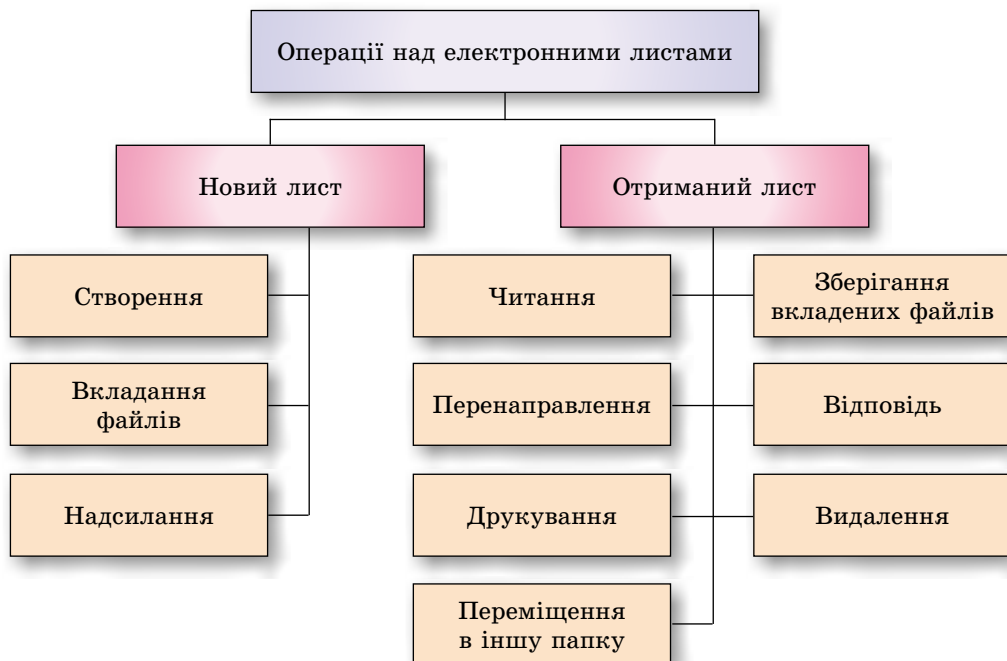 Операції над електронними листами
Новий лист
Отриманий лист
Створення
Вкладання
файлів
Надсилання
Читання
Зберігання
вкладених файлів
Перенаправлення
Відповідь
Друкування
Видалення
Переміщення
в іншу папку